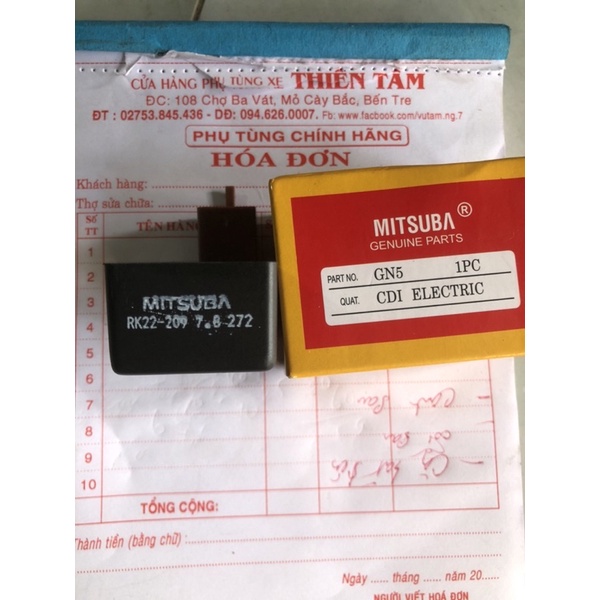 CỬA HÀNG PHỤ TÙNG XE THIÊN TÂM
ĐC: 108 Chợ Ba Vát, Mỏ Cày Bắc, Bến Tre
ĐT : 02753.845.436 - DĐ: 094.626.0007. Fb: www.facbook.com/vutam.ng.7
PHỤ TÙNG CHÍNH HÃNG
HÓA ĐƠN
Khách hàng:
Thợ sửa chữa:
Số
TT
TÊN HÀNG
1
2
3
4
6
7
8
9
10
TỔNG CỘNG:
Thành tiền (bằng chữ)
Ngày ...... tháng ...... năm 20......
NGƯỜI VIẾT HOÁ ĐƠN
MITSUBA
RK22-209 7.8 272
MITSUBA ®
GENUINE PARTS
PART NO. GN5 1PC
QUAT. CDI ELECTRIC